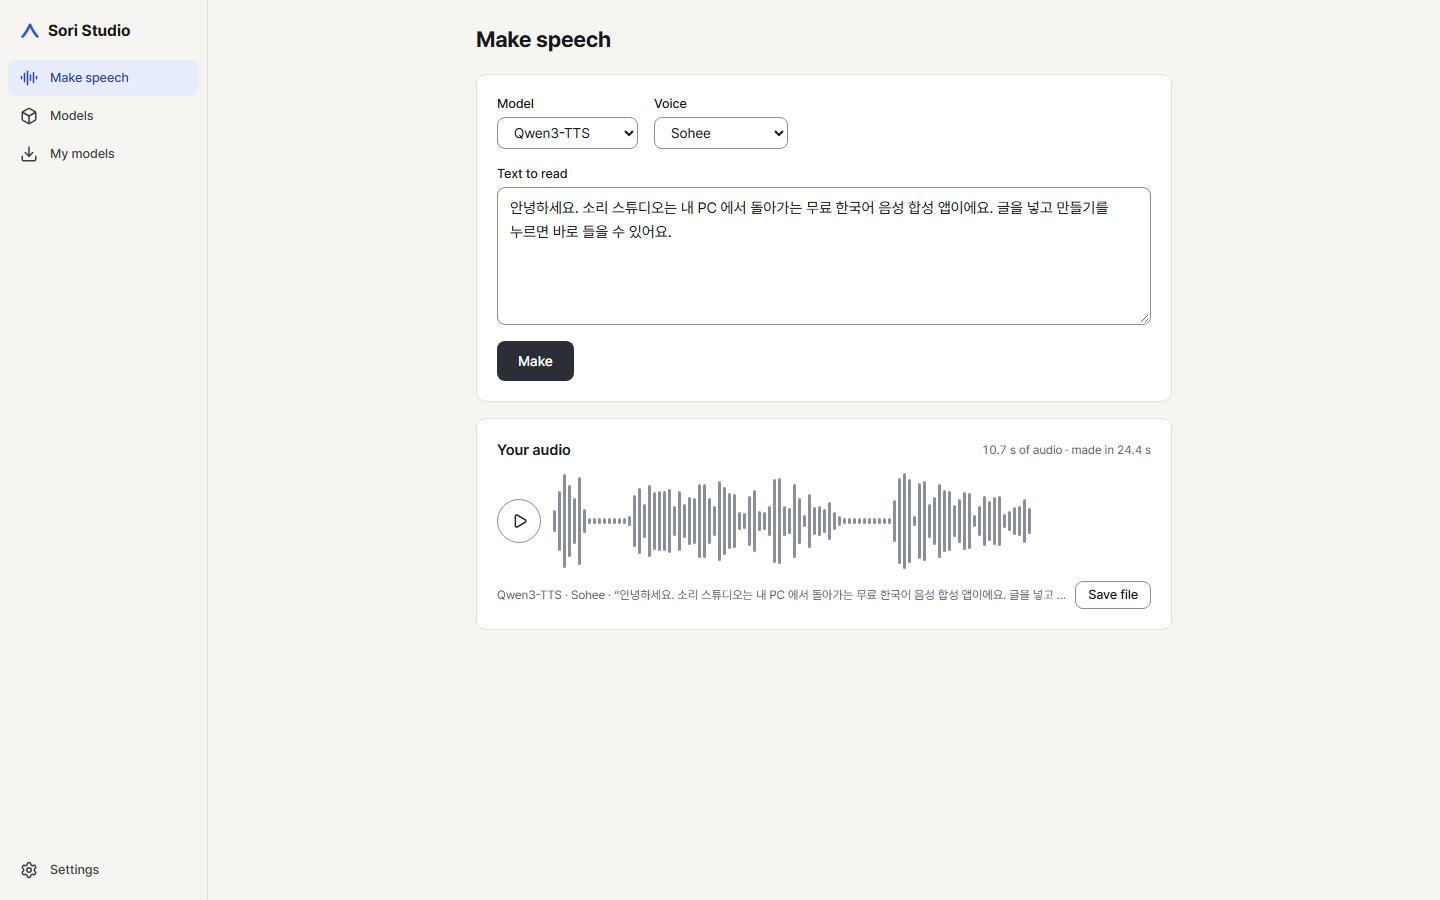 Sori Studio
Make speech
Models
My models
Settings
Make speech
Model
Voice
Qwen3-TTS
Sohee
Text to read
안녕하세요. 소리 스튜디오는 내 PC 에서 돌아가는 무료 한국어 음성 합성 앱이에요. 글을 넣고 만들기를
누르면 바로 들을 수 있어요.
Make
Your audio
10.7 s of audio · made in 24.4 s
Qwen3-TTS · Sohee · “안녕하세요. 소리 스튜디오는 내 PC 에서 돌아가는 무료 한국어 음성 합성 앱이에요. 글을 넣고 ...
Save file